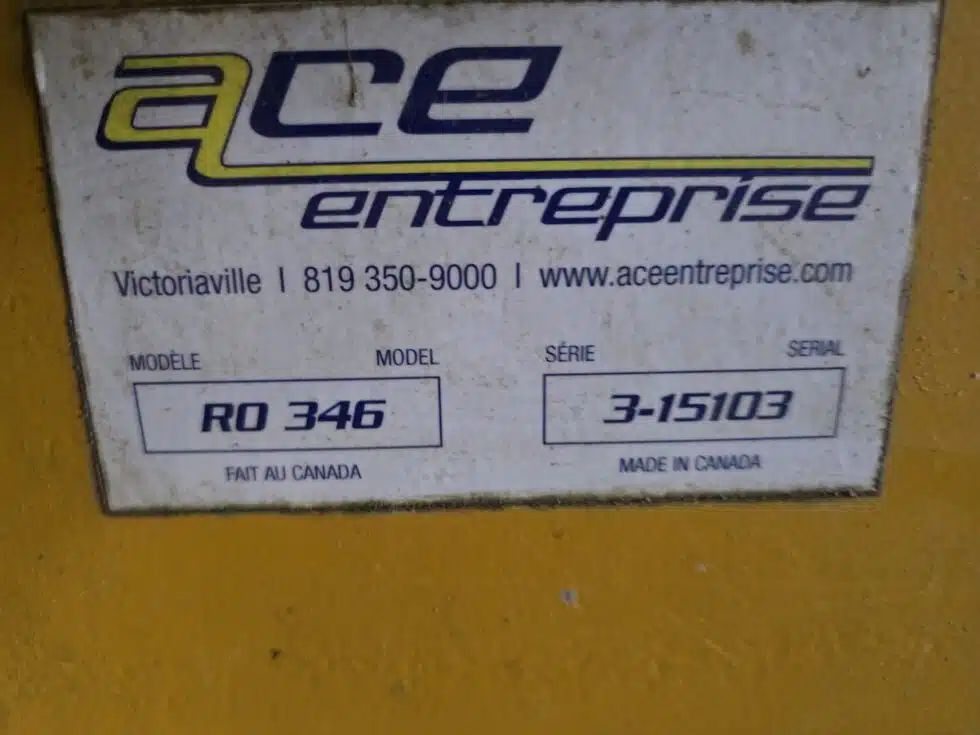 ace
entreprise
Victoriaville | 819 350-9000 | www.aceentreprise.com
MODÈLE MODEL SÉRIE SERIAL
RO 346 3-15103
FAIT AU CANADA MADE IN CANADA